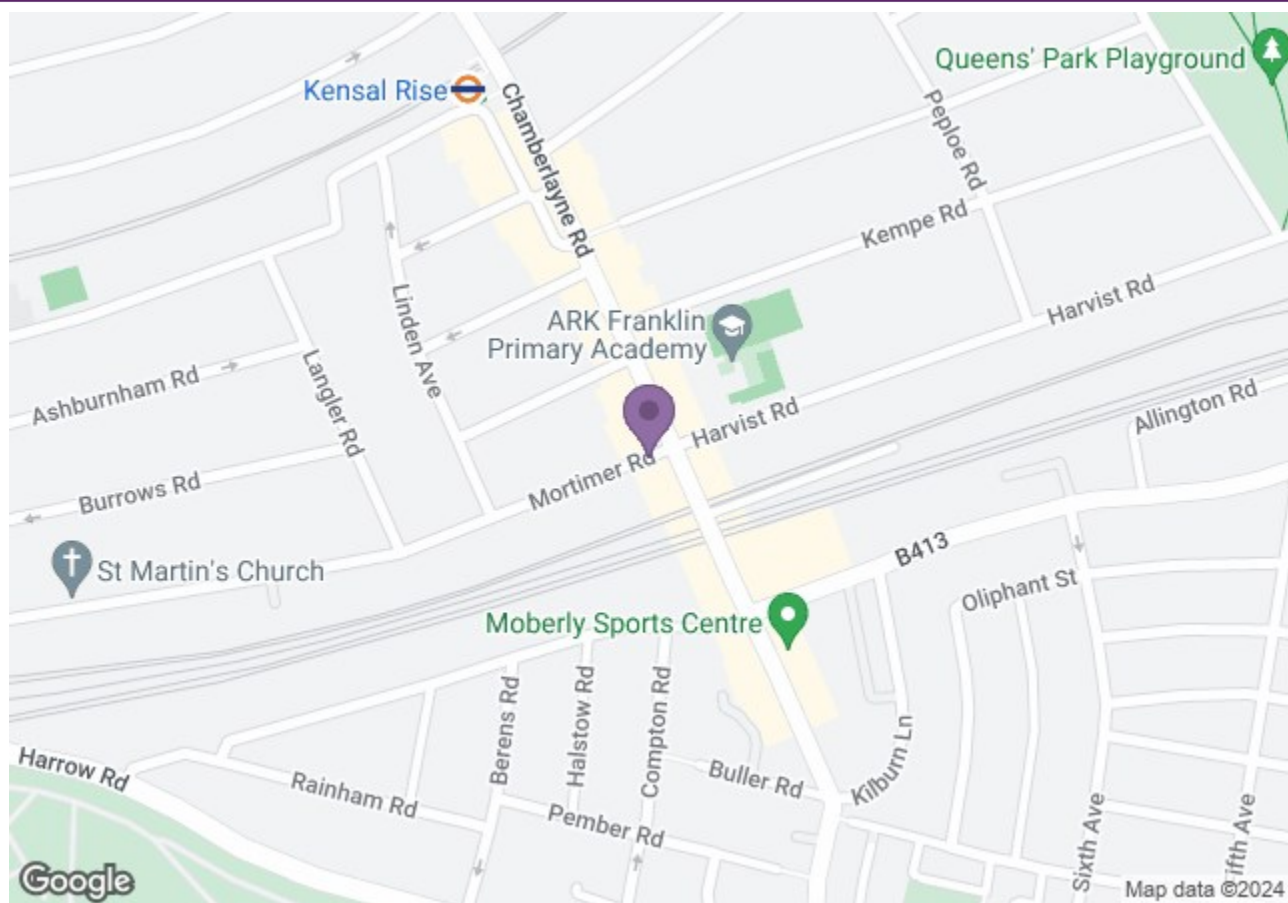 Queens' Park Playground
Kensal Rise
Chamberlayne Rd
Peploe Rd
Kempe Rd
Harvist Rd
ARK Franklin
Primary Academy
Linden Ave
Langler Rd
Ashburnham Rd
Harvist Rd
Allington Rd
Mortimer Rd
Burrows Rd
B413
St Martin's Church
Oliphant St
Moberly Sports Centre
Berens Rd
Halstow Rd
Compton Rd
Harrow Rd
Buller Rd
Kilburn Ln
Rainham Rd
Pember Rd
Sixth Ave
Fifth Ave
Google
Map data ©2024